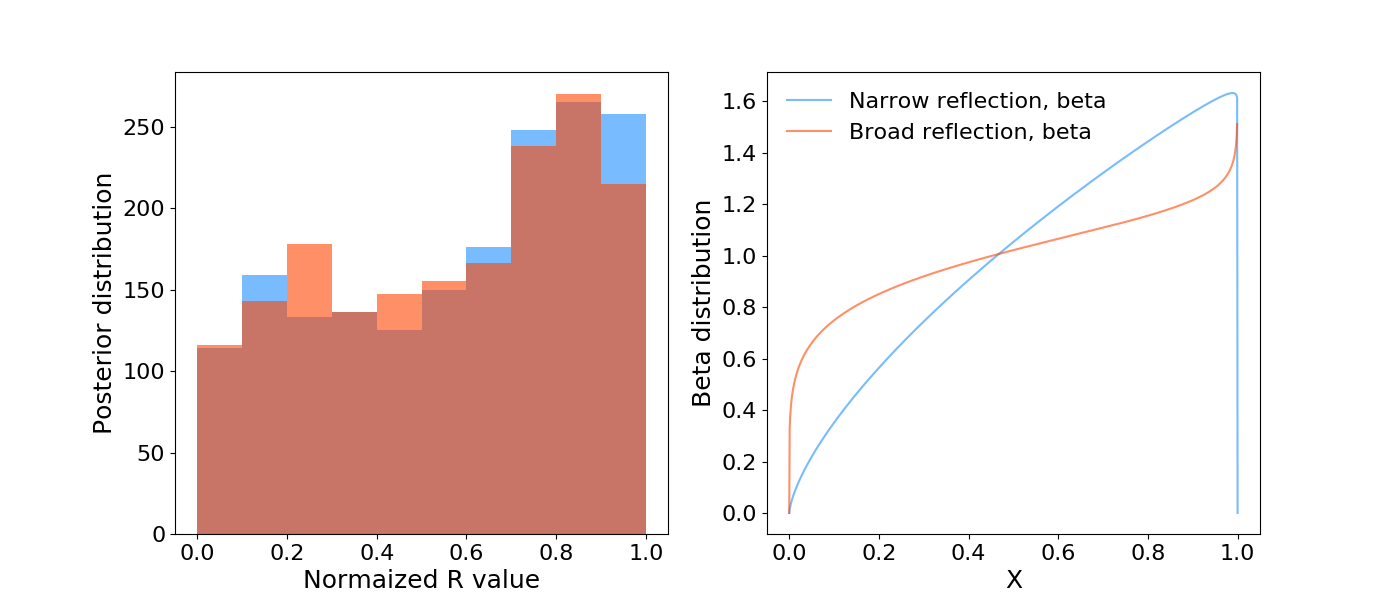 Posterior distribution
250
200
150
100
50
0
0.0 0.2 0.4 0.6 0.8 1.0
Normaized R value
Beta distribution
1.6
1.4
1.2
1.0
0.8
0.6
0.4
0.2
0.0
Narrow reflection, beta
Broad reflection, beta
0.0 0.2 0.4 0.6 0.8 1.0
X